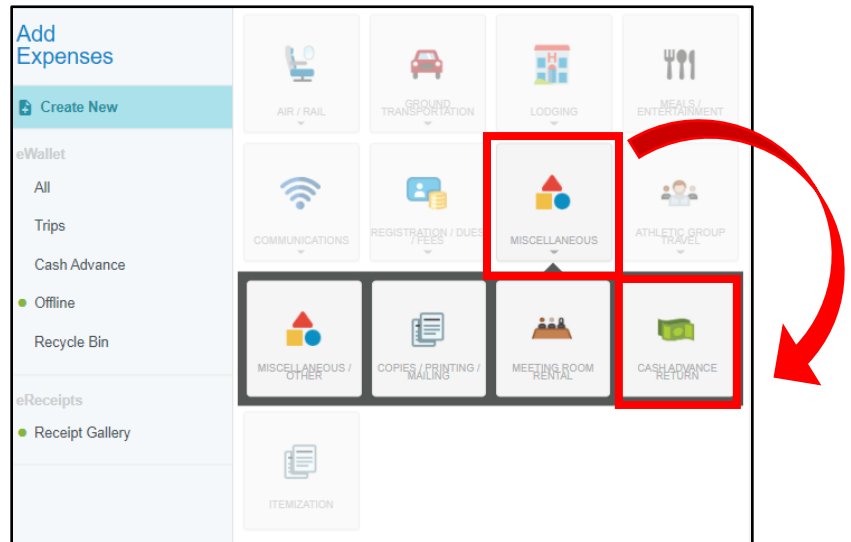 Add
Expenses
Create New
eWallet
All
Trips
Cash Advance
Offline
Recycle Bin
eReceipts
Receipt Gallery
AIR / RAIL
GROUND
TRANSPORTATION
LODGING
MEALS /
ENTERTAINMENT
COMMUNICATIONS
REGISTRATION / DUES
/ FEES
MISCELLANEOUS
ATHLETIC GROUP
TRAVEL
MISCELLANEOUS /
OTHER
COPIES / PRINTING /
MAILING
MEETING ROOM
RENTAL
CASH ADVANCE
RETURN
ITEMIZATION